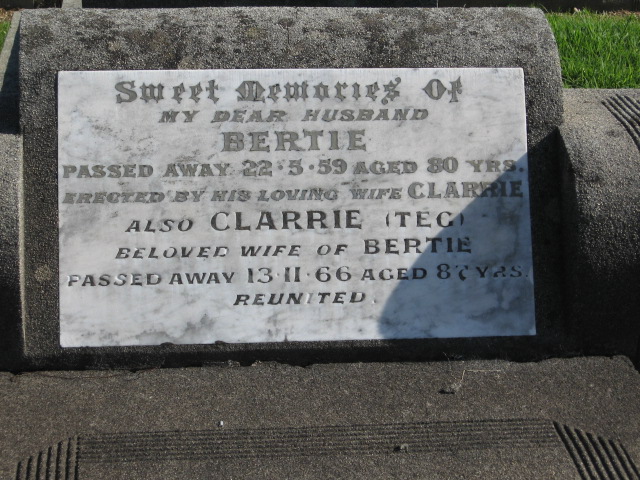 Sweet Memories Of
MY DEAR HUSBAND
BERTIE
PASSED AWAY 22·5·59 AGED 80 YRS.
ERECTED BY HIS LOVING WIFE CLARRIE
ALSO CLARRIE (TEG)
BELOVED WIFE OF BERTIE
PASSED AWAY 13·11·66 AGED 87 YRS.
REUNITED.